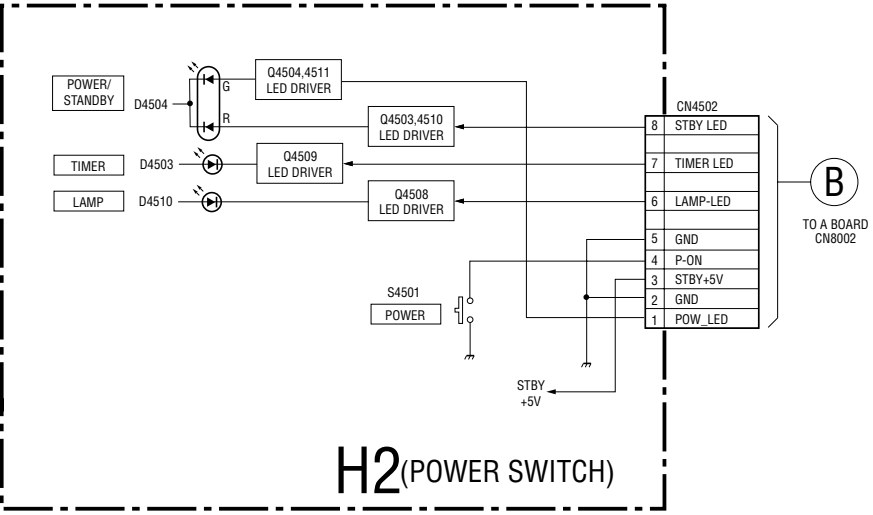 POWER/
STANDBY
D4504
G
R
Q4504,4511
LED DRIVER
Q4503,4510
LED DRIVER
TIMER
D4503
Q4509
LED DRIVER
LAMP
D4510
Q4508
LED DRIVER
CN4502
8 STBY LED
7 TIMER LED
6 LAMP-LED
5 GND
4 P-ON
3 STBY+5V
2 GND
1 POW_LED
B
TO A BOARD
CN8002
S4501
POWER
STBY
+5V
H2(POWER SWITCH)